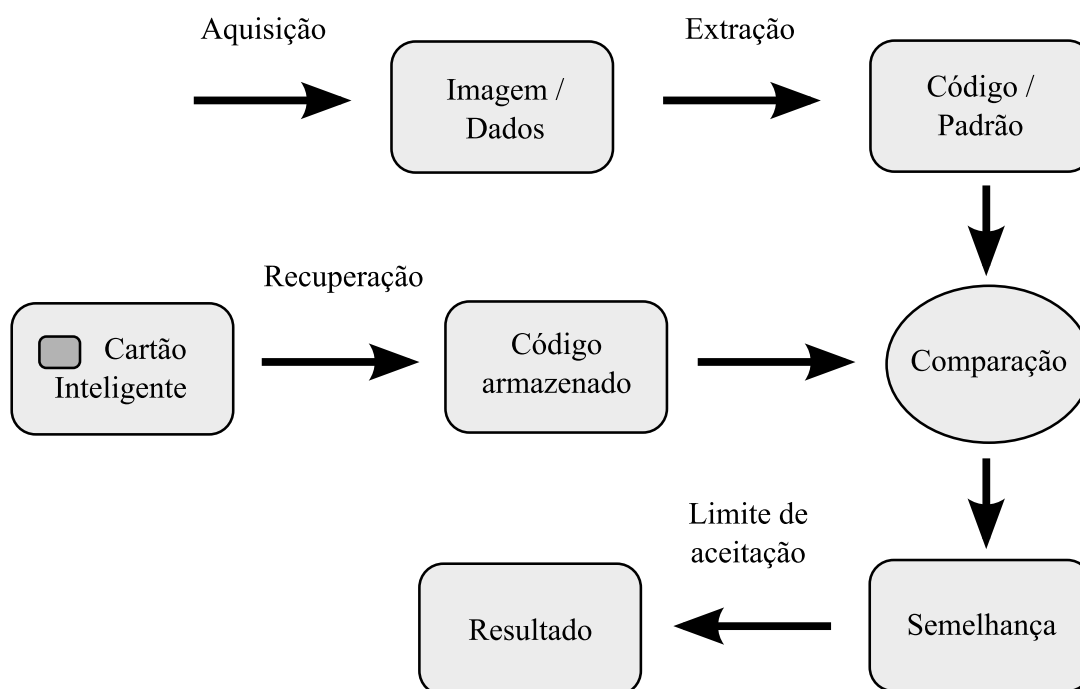 Aquisição
Extração
Imagem /
Dados
Código /
Padrão
Recuperação
Cartão
Inteligente
Código
armazenado
Comparação
Limite de
aceitação
Resultado
Semelhança